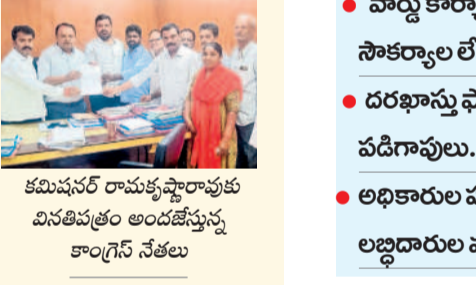 కమిషనర్ రామకృష్ణారావుకు
వినతిపత్రం అందజేస్తున్న
కాంగ్రెస్ నేతలు
వార్డు
సౌకర్యాల
దరఖాస్తు
పడిగాపులు.
అధికారుల
లబ్ధిదారుల